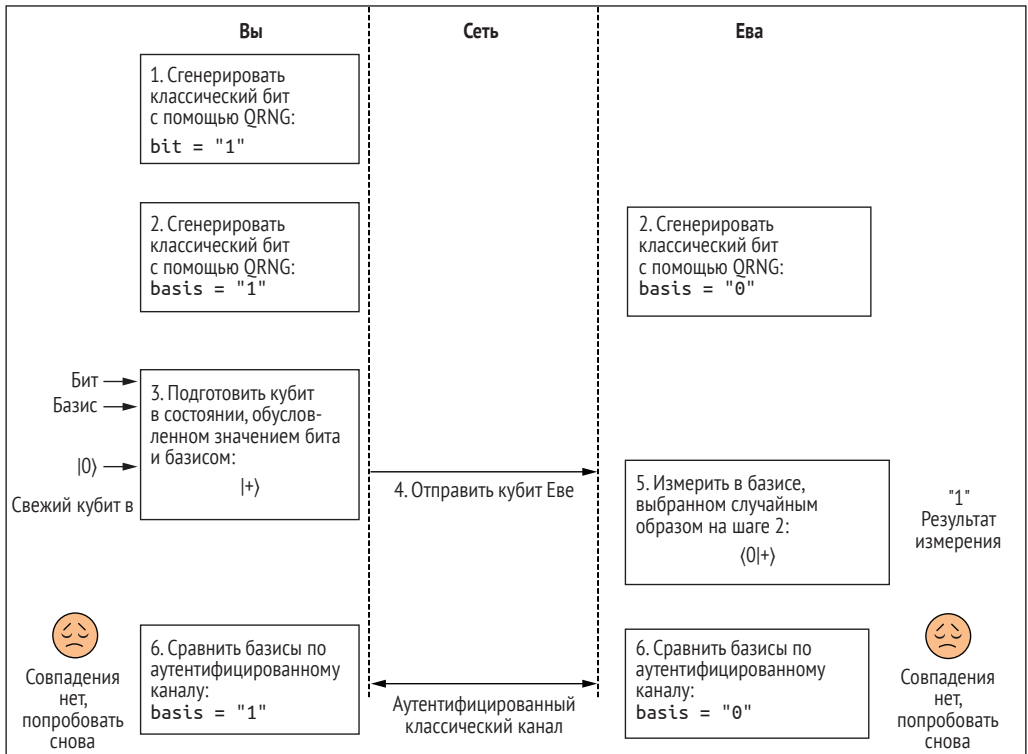 Вы
Сеть
Ева
1. Сгенерировать
классический бит
с помощью QRNG:
bit = "1"
2. Сгенерировать
классический бит
с помощью QRNG:
basis = "1"
2. Сгенерировать
классический бит
с помощью QRNG:
basis = "0"
Бит
Базис
|0⟩
Свежий кубит в
3. Подготовить кубит
в состоянии, обуслов-
ленном значением бита
и базисом:
|+⟩
4. Отправить кубит Еве
5. Измерить в базисе,
выбранном случайным
образом на шаге 2:
⟨0|+⟩
"1"
Результат
измерения
Совпадения
нет,
попробовать
снова
6. Сравнить базисы по
аутентифицированному
каналу:
basis = "1"
Аутентифицированный
классический канал
6. Сравнить базисы по
аутентифицированному
каналу:
basis = "0"
Совпадения
нет,
попробовать
снова